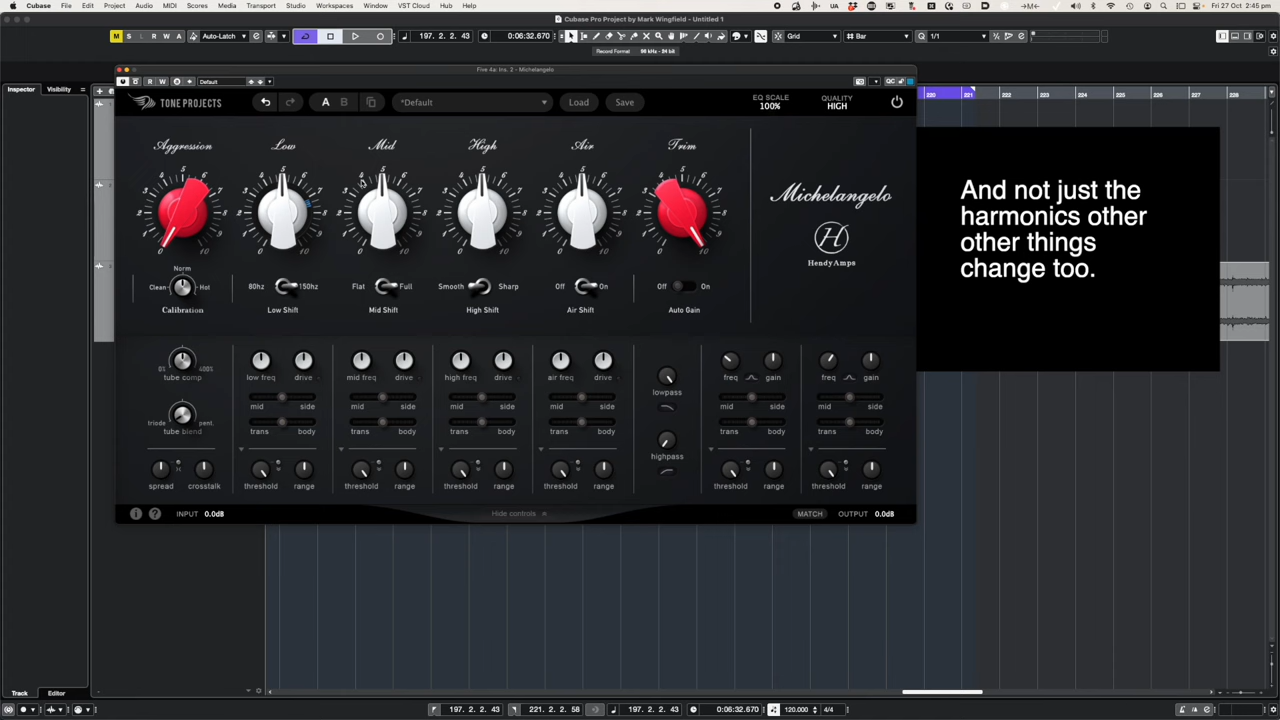 Cubase File Edit Project Audio MIDI Scores Media Transport Studio Workspaces Window VST Cloud Hub Help
Fri 27 Oct 2:45 pm
Cubase Pro Project by Mark Wingfield - Untitled 1
M S L R W A Auto-Latch 197. 2. 2. 43 0:06:32.670 Grid Bar 1/1
Record Format 88 kHz - 24 bit
Five 4a: Ins. 2 - Michelangelo
R W Default QC
Inspector Visibility
220 221 222 223 224 225 226 227 228
TONE PROJECTS A B *Default Load Save
EQ SCALE QUALITY
100% HIGH
Aggression Low Mid High Air Trim
Michelangelo
H
HendyAmps
And not just the
harmonics other
other things
change too.
Norm
Clean Hot 80hz 150hz Flat Full Smooth Sharp Off On Off On
Calibration Low Shift Mid Shift High Shift Air Shift Auto Gain
0% 400%
tube comp low freq drive mid freq drive high freq drive air freq drive freq gain freq gain
lowpass
mid side mid side mid side mid side mid side mid side
triode pent.
tube blend trans body trans body trans body trans body trans body trans body
highpass
spread crosstalk threshold range threshold range threshold range threshold range threshold range threshold range
INPUT 0.0dB Hide controls MATCH OUTPUT 0.0dB
Track Editor
197. 2. 2. 43 221. 2. 2. 58 197. 2. 2. 43 0:06:32.670 120.000 4/4